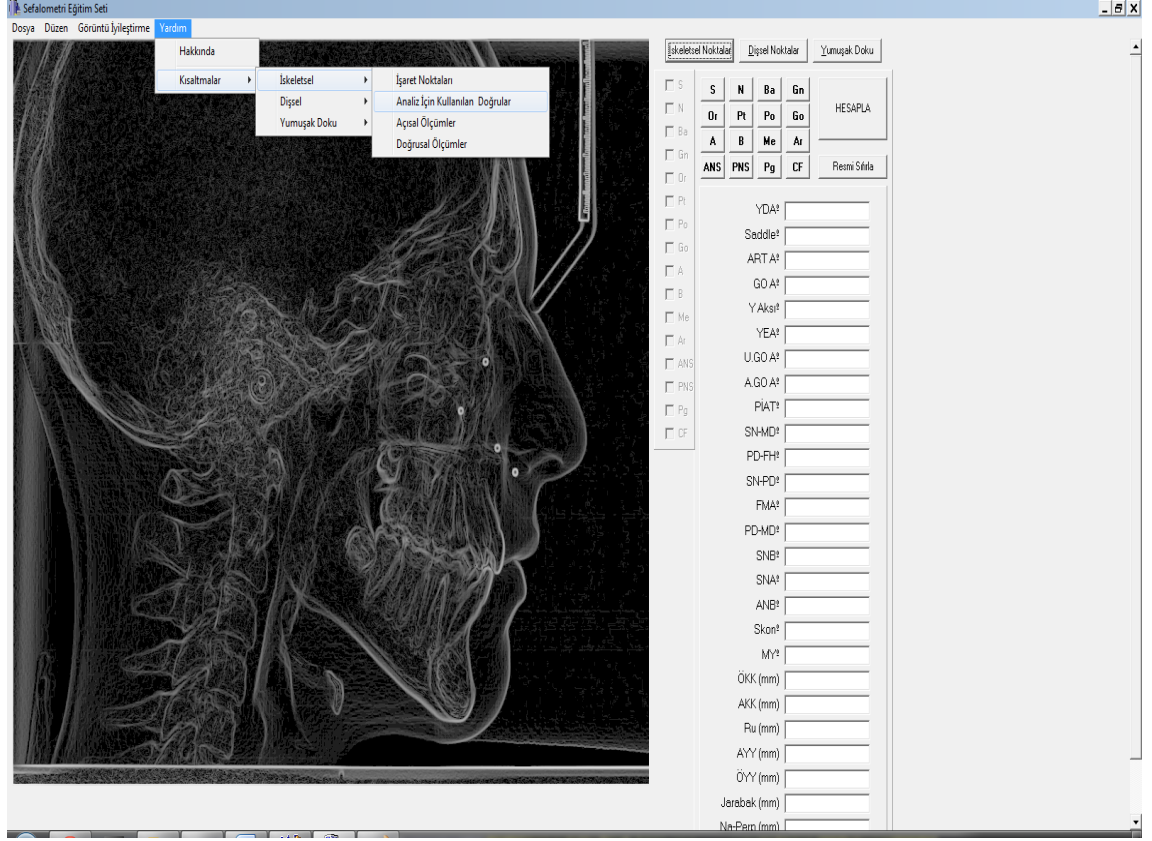 Sefalometri Eğitim Seti
Dosya Düzen Görüntü İyileştirme Yardım
Hakkında
Kısaltmalar
İskeletsel
Dişsel
Yumuşak Doku
İşaret Noktaları
Analiz İçin Kullanılan Doğrular
Açısal Ölçümler
Doğrusal Ölçümler
İskeletsel Noktalar Dişsel Noktalar Yumuşak Doku
S
N
Ba
Gn
Or
Pt
Po
Go
A
B
Me
Ar
ANS
PNS
Pg
CF
S N Ba Gn
Or Pt Po Go
A B Me Ar
ANS PNS Pg CF
HESAPLA
Resmi Sıfırla
YDAº
Saddleº
ART Aº
GO Aº
Y Aksıº
YEAº
U.GO Aº
A.GO Aº
PİATº
SN-MDº
PD-FHº
SN-PDº
FMAº
PD-MDº
SNBº
SNAº
ANBº
Skonº
MYº
ÖKK (mm)
AKK (mm)
Ru (mm)
AYY (mm)
ÖYY (mm)
Jarabak (mm)
Na-Perp (mm)